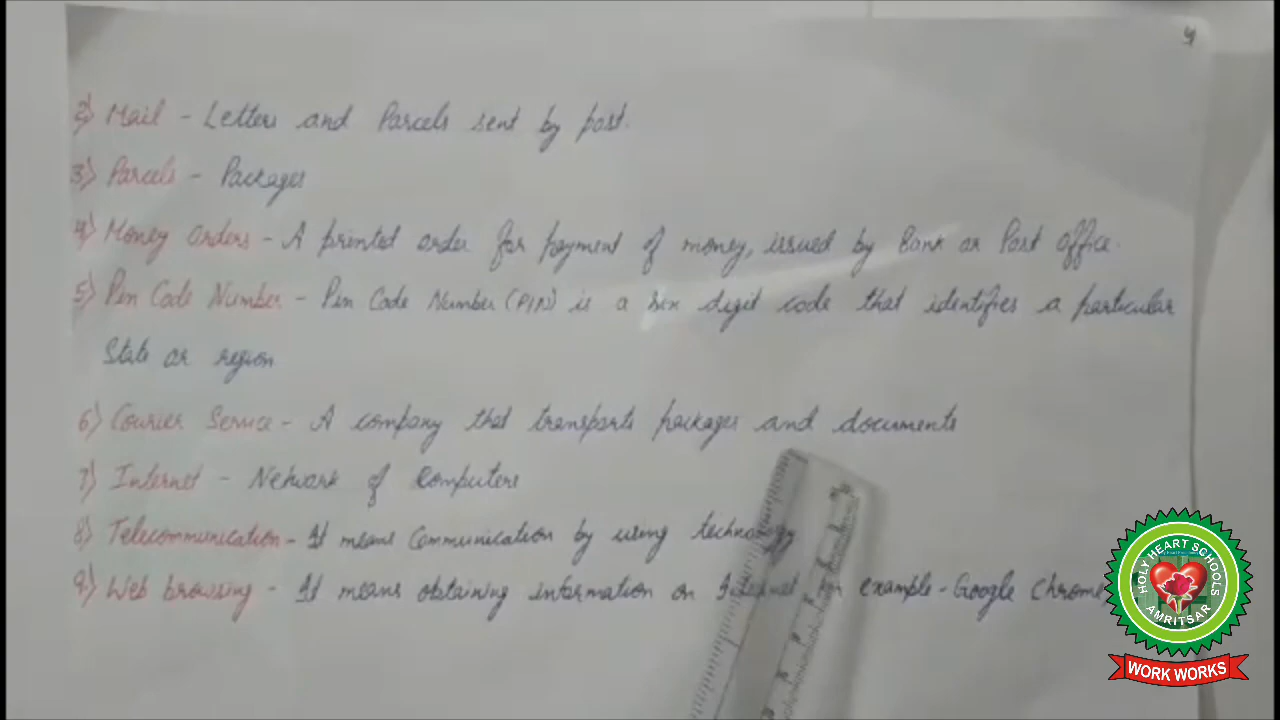 4
2) Mail - Letters and Parcels sent by post.
3) Parcels - Packages
4) Money Orders - A printed order for payment of money, issued by Bank or Post Office.
5) Pin Code Number - Pin Code Number (PIN) is a six digit code that identifies a particular
State or region
6) Courier Service - A company that transports packages and documents
7) Internet - Network of Computers
8) Telecommunication - It means Communication by using technology
9) Web browsing - It means obtaining information on Internet for example - Google Chrome
HOLY HEART SCHOOLS
AMRITSAR
WORK WORKS